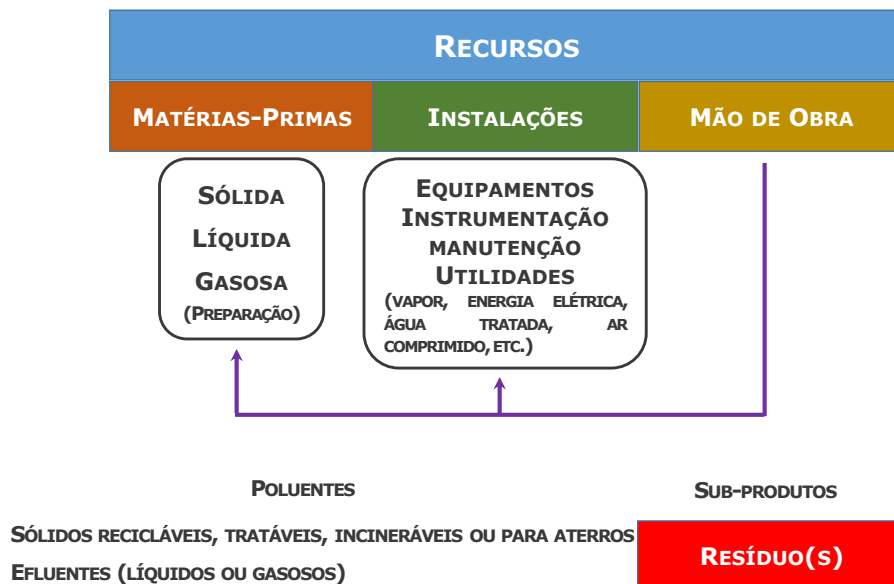 RECURSOS
MATÉRIAS-PRIMAS
INSTALAÇÕES
MÃO DE OBRA
SÓLIDA
LÍQUIDA
GASOSA
(PREPARAÇÃO)
EQUIPAMENTOS
INSTRUMENTAÇÃO
MANUTENÇÃO
UTILIDADES
(VAPOR, ENERGIA ELÉTRICA,
ÁGUA TRATADA, AR
COMPRIMIDO, ETC.)
POLUENTES
SUB-PRODUTOS
SÓLIDOS RECICLÁVEIS, TRATÁVEIS, INCINERÁVEIS OU PARA ATERROS
EFLUENTES (LÍQUIDOS OU GASOSOS)
RESÍDUO(S)